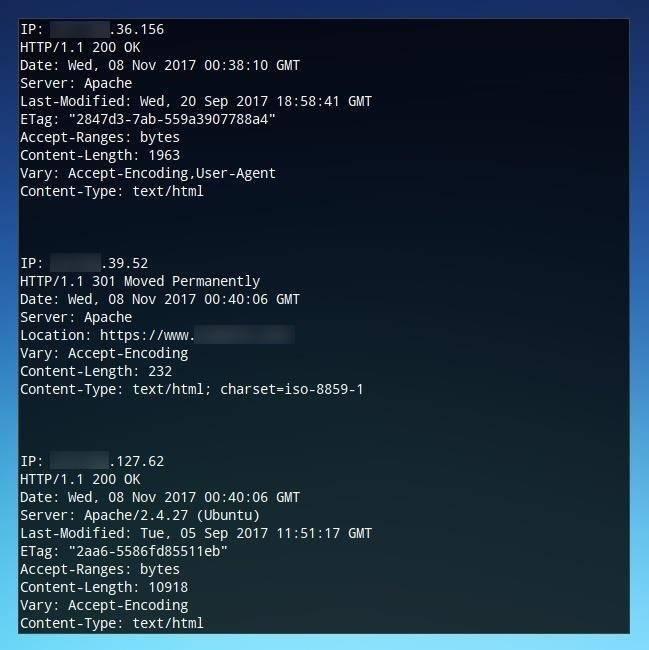 IP: .36.156
HTTP/1.1 200 OK
Date: Wed, 08 Nov 2017 00:38:10 GMT
Server: Apache
Last-Modified: Wed, 20 Sep 2017 18:58:41 GMT
ETag: "2847d3-7ab-559a3907788a4"
Accept-Ranges: bytes
Content-Length: 1963
Vary: Accept-Encoding,User-Agent
Content-Type: text/html
IP: .39.52
HTTP/1.1 301 Moved Permanently
Date: Wed, 08 Nov 2017 00:40:06 GMT
Server: Apache
Location: https://www.
Vary: Accept-Encoding
Content-Length: 232
Content-Type: text/html; charset=iso-8859-1
IP: .127.62
HTTP/1.1 200 OK
Date: Wed, 08 Nov 2017 00:40:06 GMT
Server: Apache/2.4.27 (Ubuntu)
Last-Modified: Tue, 05 Sep 2017 11:51:17 GMT
ETag: "2aa6-5586fd85511eb"
Accept-Ranges: bytes
Content-Length: 10918
Vary: Accept-Encoding
Content-Type: text/html